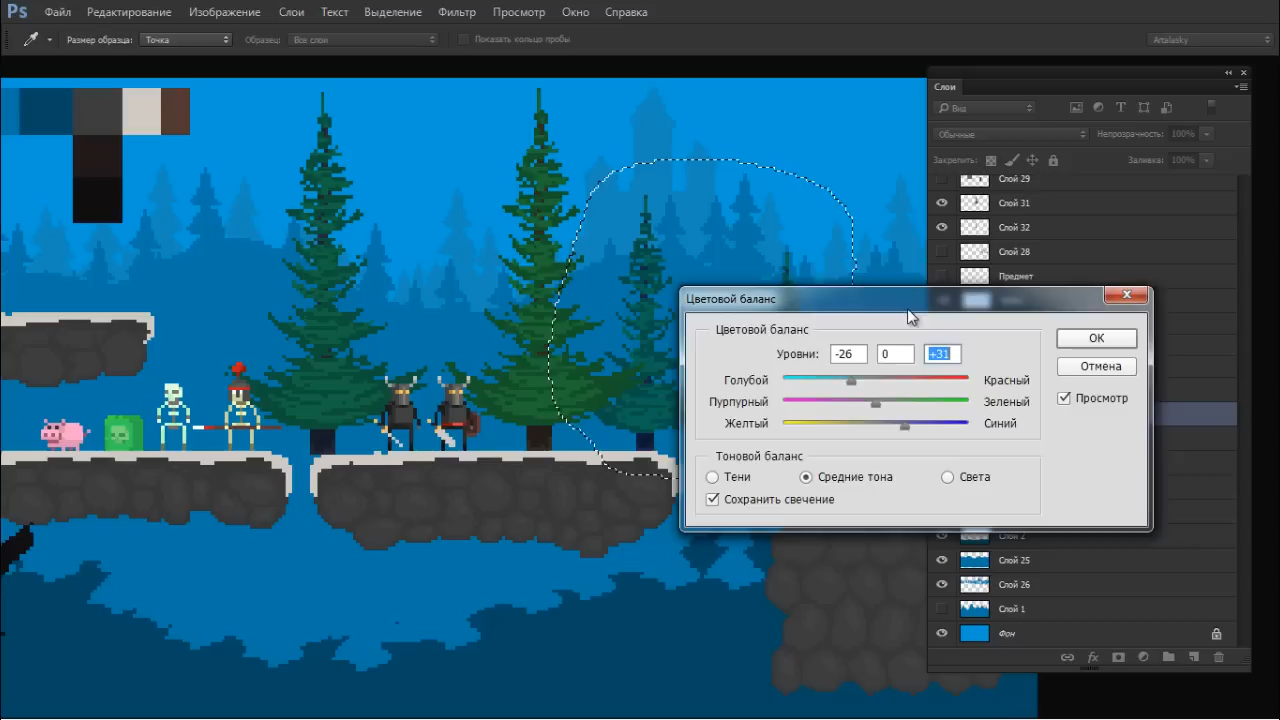 Ps Файл Редактирование Изображение Слои Текст Выделение Фильтр Просмотр Окно Справка
Размер образца: Точка Образец: Все слои Показать кольцо пробы Artalasky
Слои
Вид
Обычные Непрозрачность: 100%
Закрепить: Заливка: 100%
Слой 29
Слой 31
Слой 32
Слой 28
Предмет
Цветовой баланс
Цветовой баланс
Уровни: -26 0 +31
OK
Голубой Красный
Отмена
Пурпурный Зеленый
Просмотр
Желтый Синий
Тоновой баланс
Тени Средние тона Света
Сохранить свечение
Слой 2
Слой 25
Слой 26
Слой 1
Фон
fx